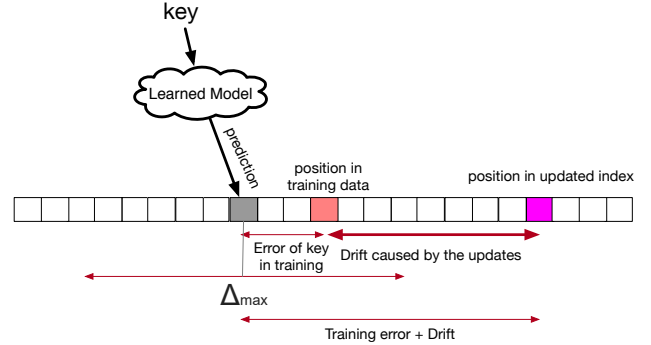 key
Learned Model
prediction
position in
training data
position in updated index
Error of key
in training
Drift caused by the updates
Δmax
Training error + Drift